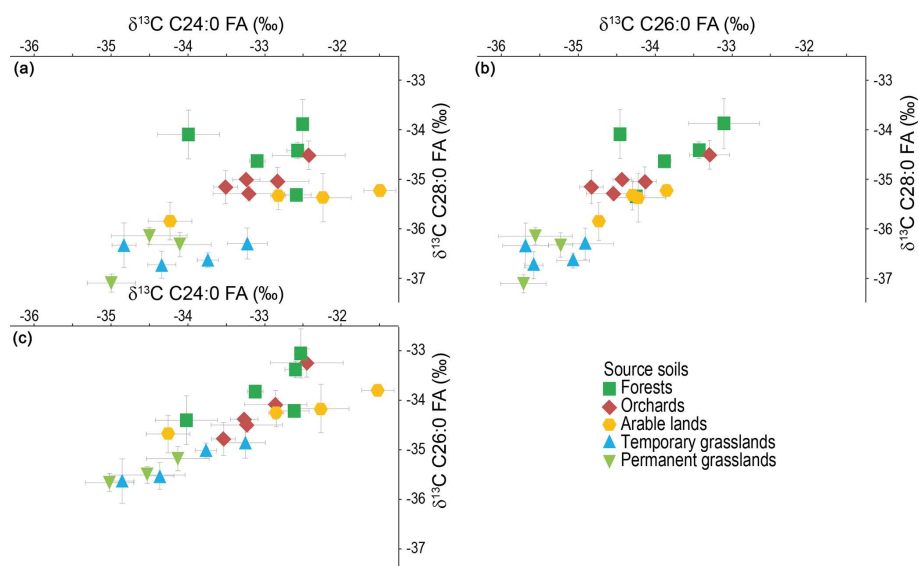 δ¹³C C24:0 FA (‰)
-36 -35 -34 -33 -32
(a)
-33
-34
-35
-36
-37
δ¹³C C28:0 FA (‰)
δ¹³C C26:0 FA (‰)
-36 -35 -34 -33 -32
(b)
-33
-34
-35
-36
-37
δ¹³C C28:0 FA (‰)
δ¹³C C24:0 FA (‰)
-36 -35 -34 -33 -32
(c)
-33
-34
-35
-36
-37
δ¹³C C26:0 FA (‰)
Source soils
Forests
Orchards
Arable lands
Temporary grasslands
Permanent grasslands